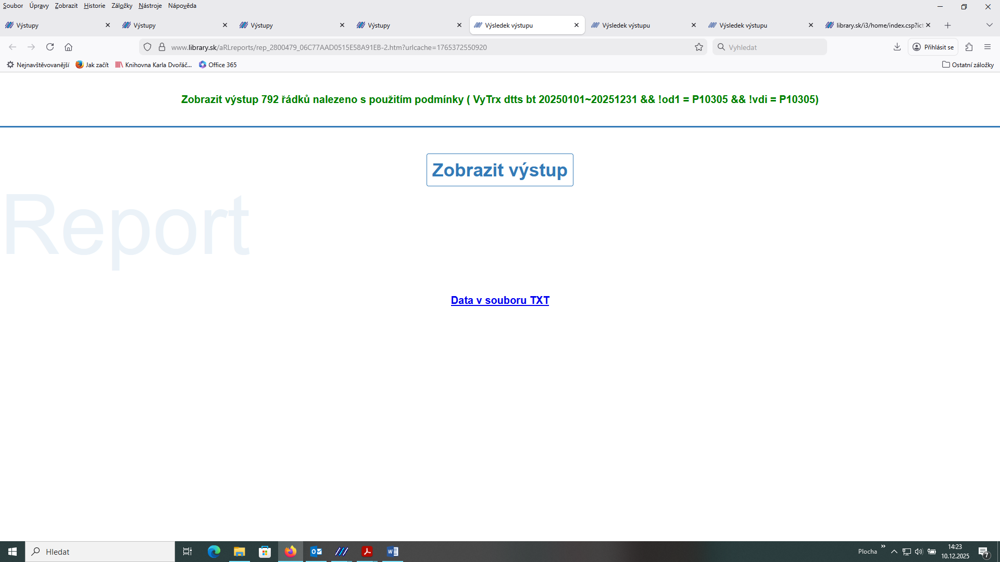 Soubor Úpravy Zobrazit Historie Záložky Nástroje Nápověda
Výstupy Výstupy Výstupy Výstupy Výsledek výstupu Výsledek výstupu Výsledek výstupu library.sk/i3/home/index.csp?ict
www.library.sk/aRLreports/rep_2800479_06C77AAD0515E58A91EB-2.htm?urlcache=1765372550920 Vyhledat Přihlásit se
Nejnavštěvovanější Jak začít Knihovna Karla Dvořáč... Office 365 Ostatní záložky
Zobrazit výstup 792 řádků nalezeno s použitím podmínky ( VyTrx dtts bt 20250101~20251231 && !od1 = P10305 && !vdi = P10305)
Zobrazit výstup
Report
Data v souboru TXT
Hledat Plocha 14:23
10.12.2025 7